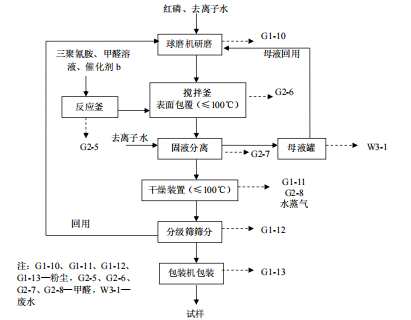 红磷、去离子水
球磨机研磨
G1-10
母液回用
三聚氰胺、甲醛溶
液、催化剂 b
搅拌釜
表面包覆（≤100℃）
G2-6
反应釜
G2-5
去离子水
固液分离
G2-7
母液罐
W3-1
干燥装置（≤100℃）
G1-11
G2-8
水蒸气
回用
分级筛筛分
G1-12
包装机包装
G1-13
试样
注：G1-10、G1-11、G1-12、
G1-13—粉尘，G2-5、G2-6、
G2-7、G2-8—甲醛，W3-1—
废水